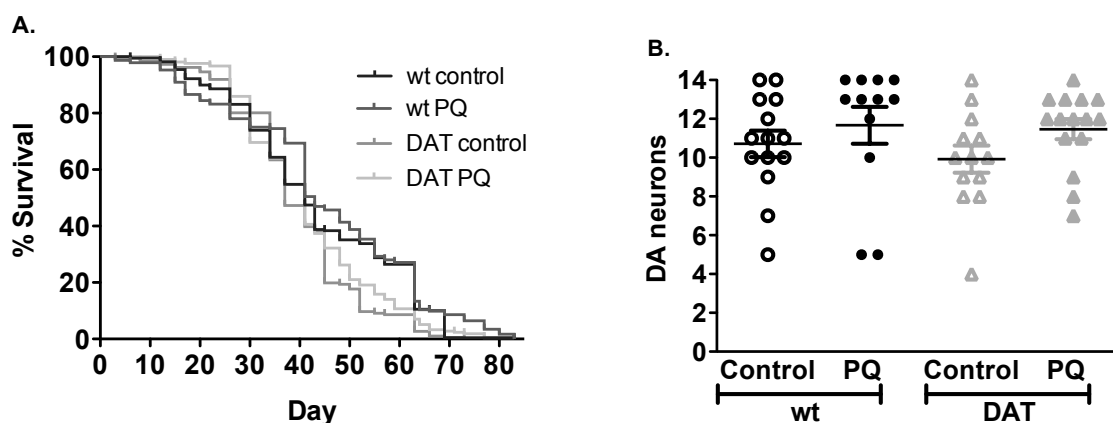 A.
100
80
60
40
20
0
% Survival
0 10 20 30 40 50 60 70 80
Day
wt control
wt PQ
DAT control
DAT PQ
B.
14
12
10
8
6
4
2
0
DA neurons
Control PQ Control PQ
wt DAT